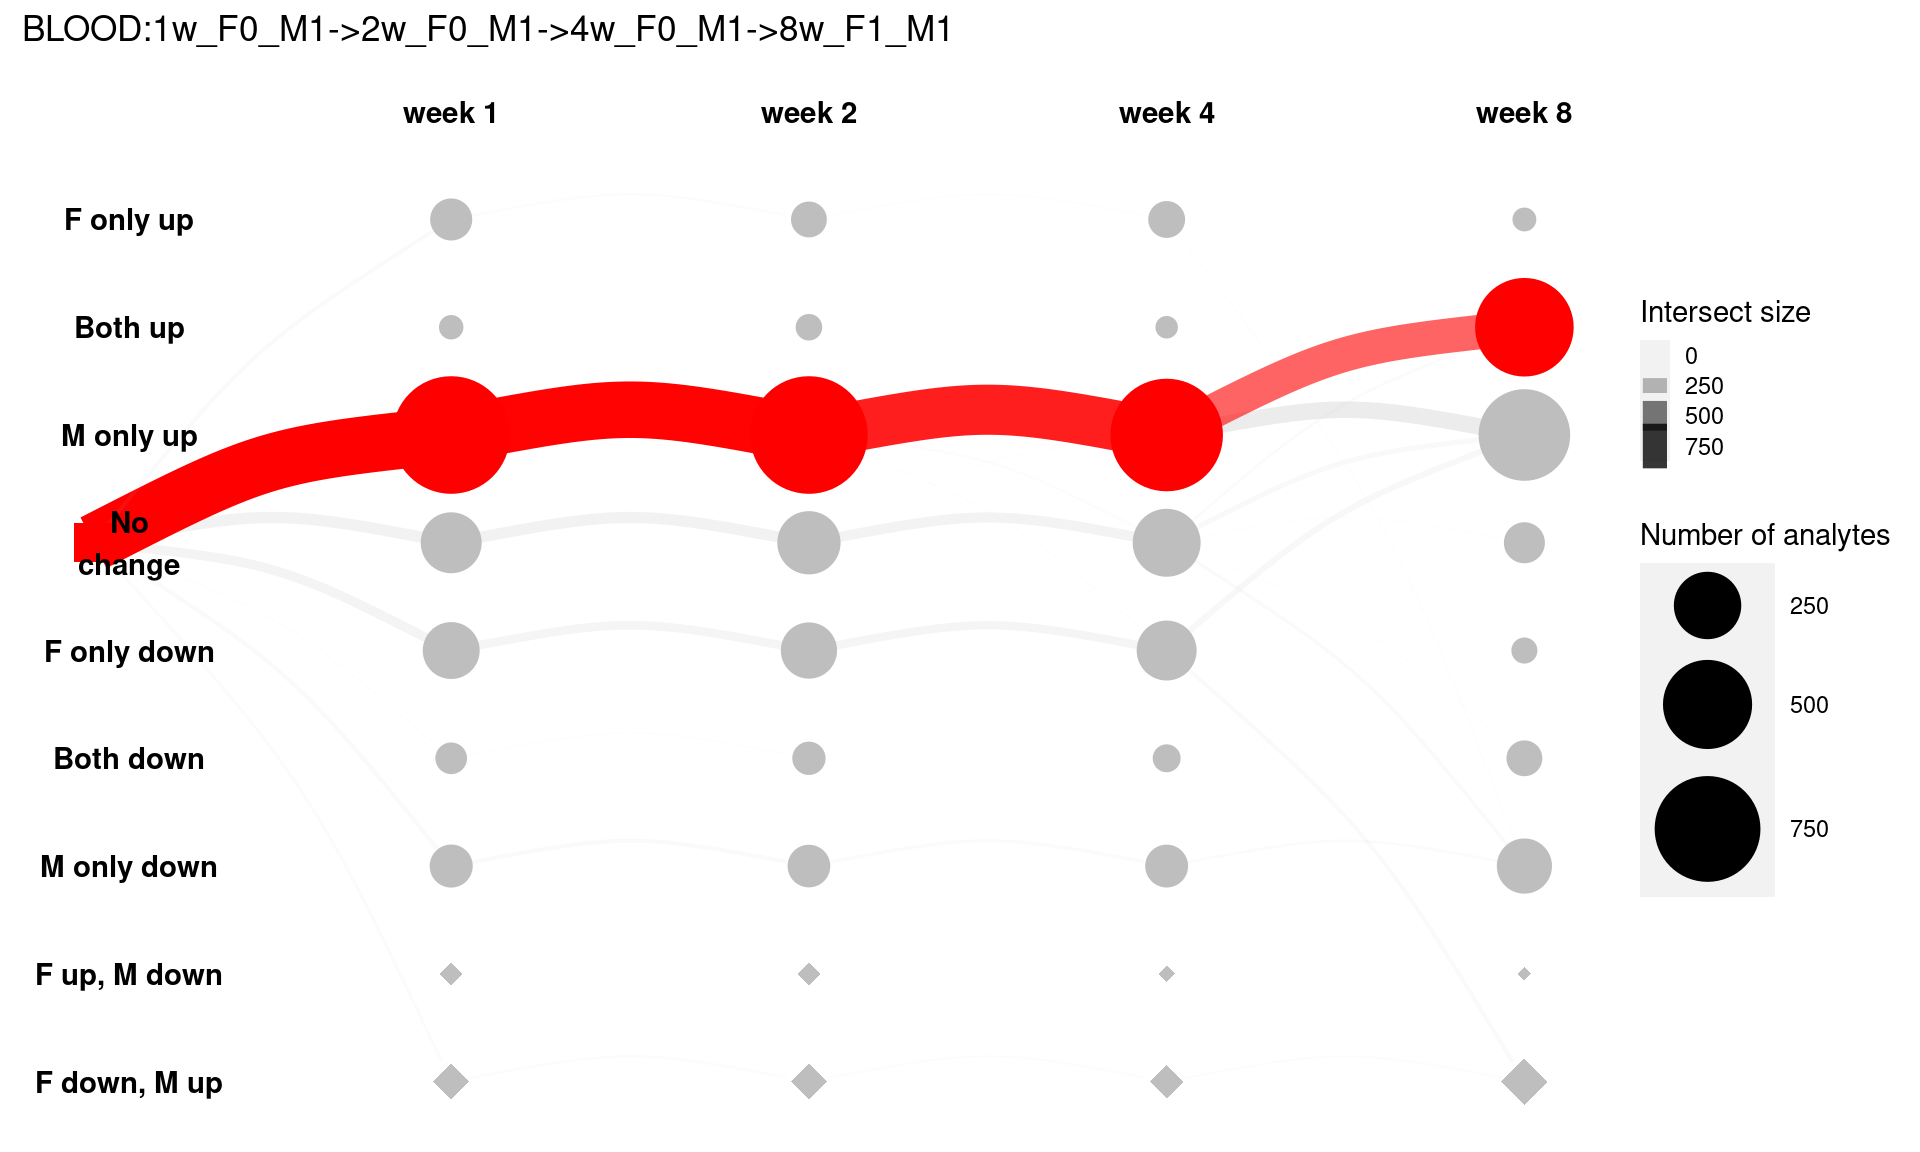 BLOOD:1w_F0_M1->2w_F0_M1->4w_F0_M1->8w_F1_M1
week 1 week 2 week 4 week 8
F only up
Both up
M only up
No
change
F only down
Both down
M only down
F up, M down
F down, M up
Intersect size
0
250
500
750
Number of analytes
250
500
750